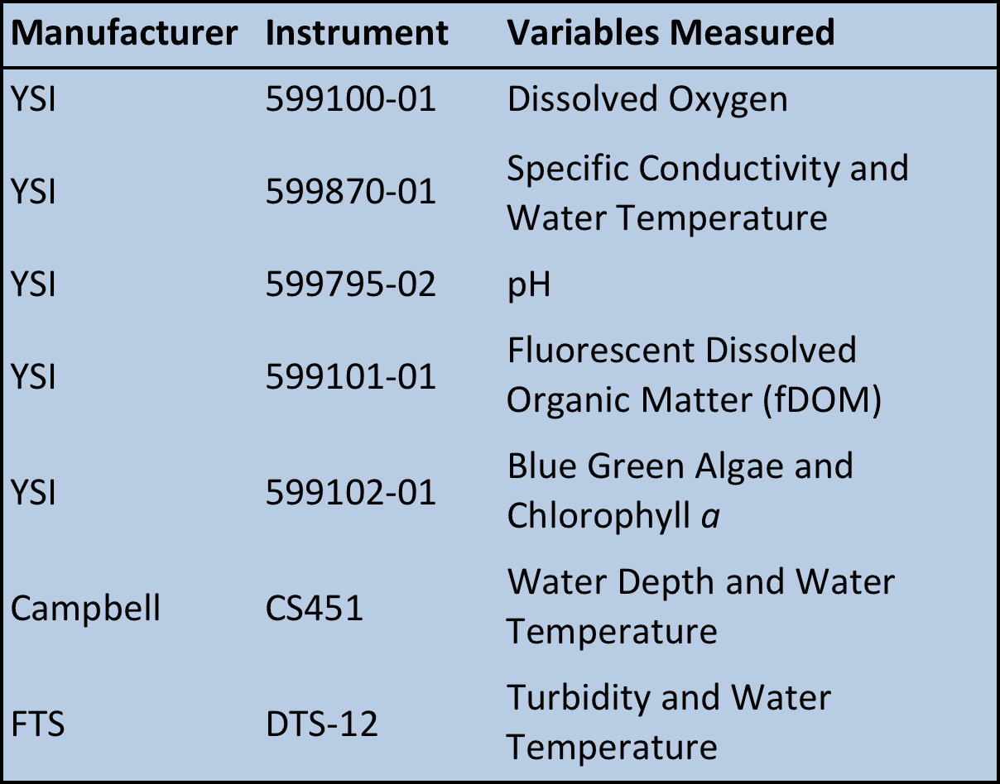 Manufacturer Instrument Variables Measured
YSI 599100-01 Dissolved Oxygen
YSI 599870-01 Specific Conductivity and
Water Temperature
YSI 599795-02 pH
YSI 599101-01 Fluorescent Dissolved
Organic Matter (fDOM)
YSI 599102-01 Blue Green Algae and
Chlorophyll a
Campbell CS451 Water Depth and Water
Temperature
FTS DTS-12 Turbidity and Water
Temperature